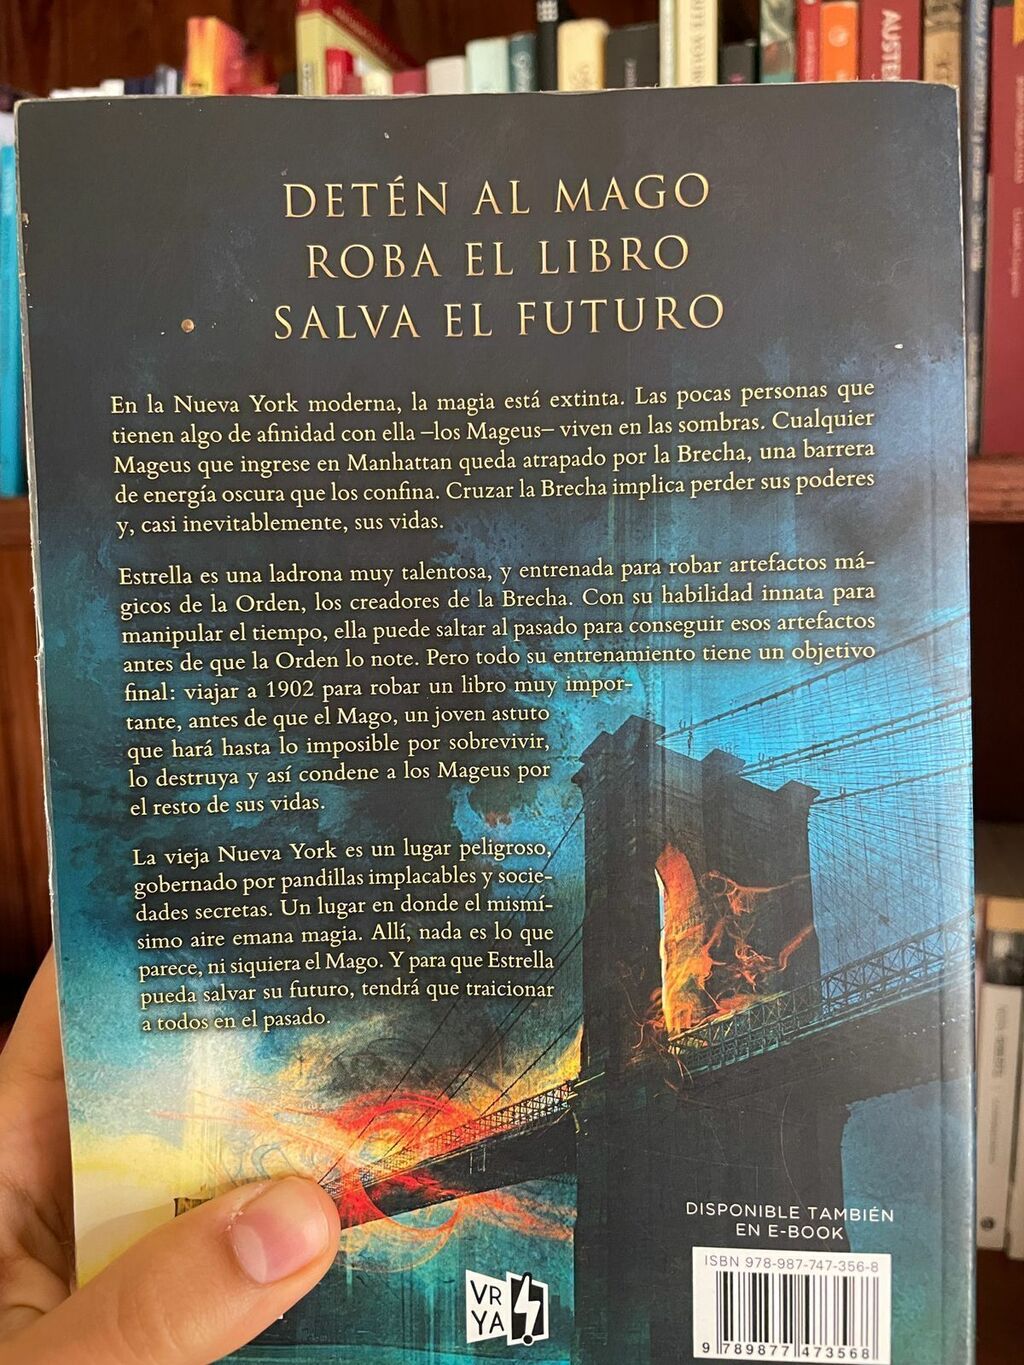 AUSTEN
DETÉN AL MAGO
ROBA EL LIBRO
SALVA EL FUTURO
En la Nueva York moderna, la magia está extinta. Las pocas personas que
tienen algo de afinidad con ella –los Mageus– viven en las sombras. Cualquier
Mageus que ingrese en Manhattan queda atrapado por la Brecha, una barrera
de energía oscura que los confina. Cruzar la Brecha implica perder sus poderes
y, casi inevitablemente, sus vidas.
Estrella es una ladrona muy talentosa, y entrenada para robar artefactos má-
gicos de la Orden, los creadores de la Brecha. Con su habilidad innata para
manipular el tiempo, ella puede saltar al pasado para conseguir esos artefactos
antes de que la Orden lo note. Pero todo su entrenamiento tiene un objetivo
final: viajar a 1902 para robar un libro muy impor-
tante, antes de que el Mago, un joven astuto
que hará hasta lo imposible por sobrevivir,
lo destruya y así condene a los Mageus por
el resto de sus vidas.
La vieja Nueva York es un lugar peligroso,
gobernado por pandillas implacables y socie-
dades secretas. Un lugar en donde el mismí-
simo aire emana magia. Allí, nada es lo que
parece, ni siquiera el Mago. Y para que Estrella
pueda salvar su futuro, tendrá que traicionar
a todos en el pasado.
DISPONIBLE TAMBIÉN
EN E-BOOK
ISBN 978-987-747-356-8
9 789877 473568
VR
YA